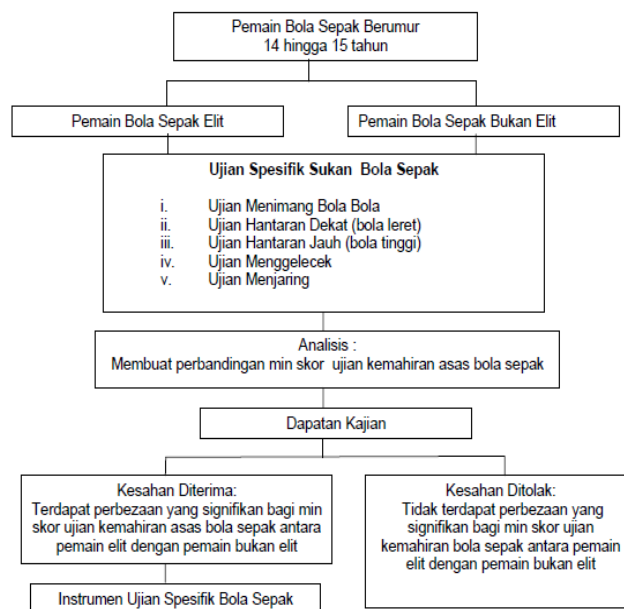 Pemain Bola Sepak Berumur
14 hingga 15 tahun
Pemain Bola Sepak Elit
Pemain Bola Sepak Bukan Elit
Ujian Spesifik Sukan Bola Sepak
i. Ujian Menimang Bola Bola
ii. Ujian Hantaran Dekat (bola leret)
iii. Ujian Hantaran Jauh (bola tinggi)
iv. Ujian Menggelecek
v. Ujian Menjaring
Analisis :
Membuat perbandingan min skor ujian kemahiran asas bola sepak
Dapatan Kajian
Kesahan Diterima:
Terdapat perbezaan yang signifikan bagi min
skor ujian kemahiran asas bola sepak antara
pemain elit dengan pemain bukan elit
Kesahan Ditolak:
Tidak terdapat perbezaan yang
signifikan bagi min skor ujian
kemahiran bola sepak antara pemain
elit dengan pemain bukan elit
Instrumen Ujian Spesifik Bola Sepak